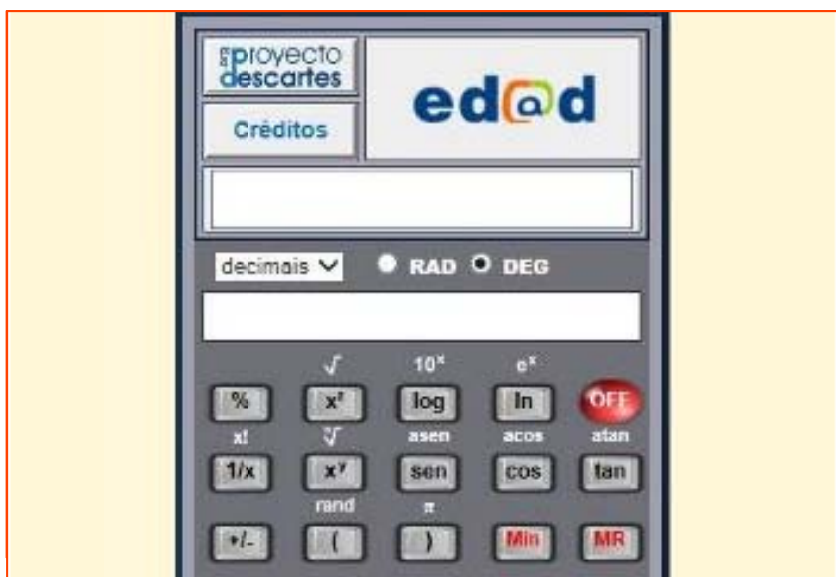 proyecto
descartes
ed@d
Créditos
decimais RAD DEG
√ 10ˣ eˣ
% x² log ln OFF
x! ʸ√ asen acos atan
1/x xʸ sen cos tan
rand π
+/- ( ) Min MR